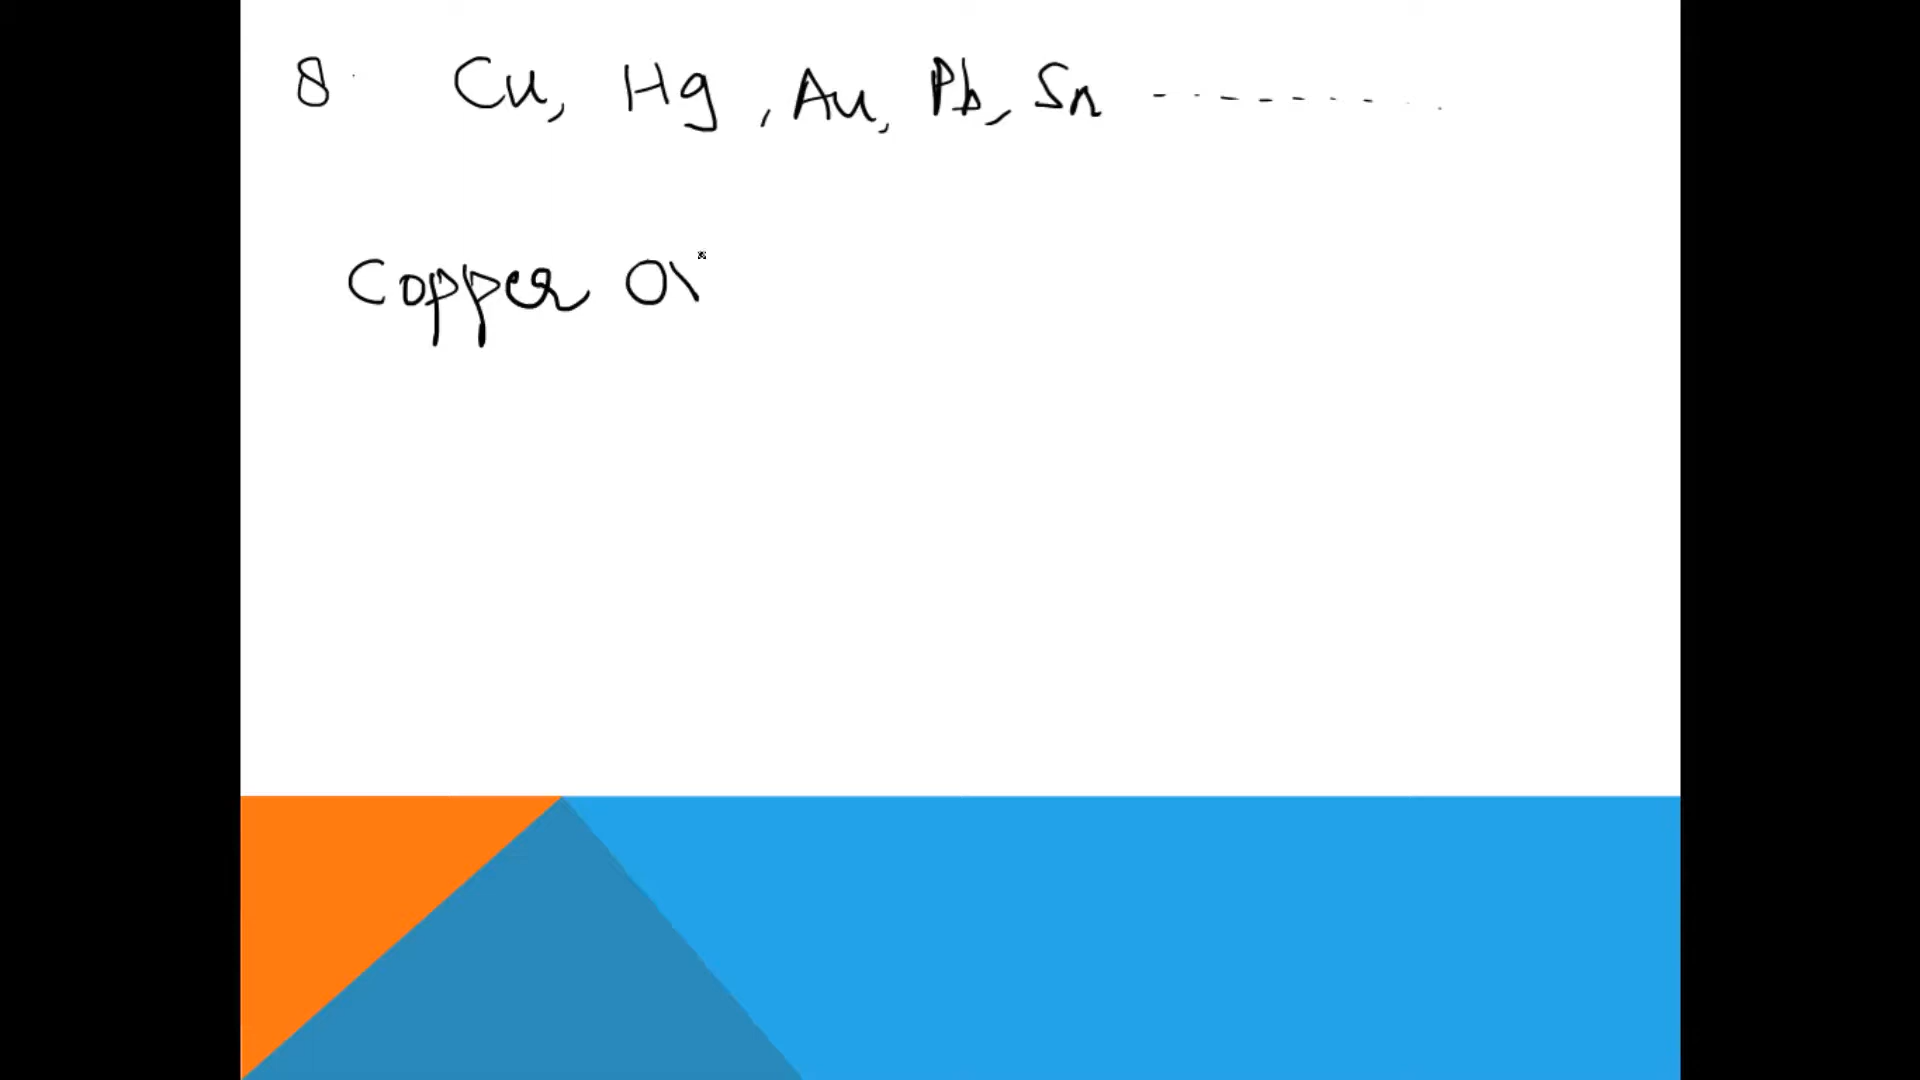 8. Cu, Hg, Au, Pb, Sn - - - - - - - - -
Copper